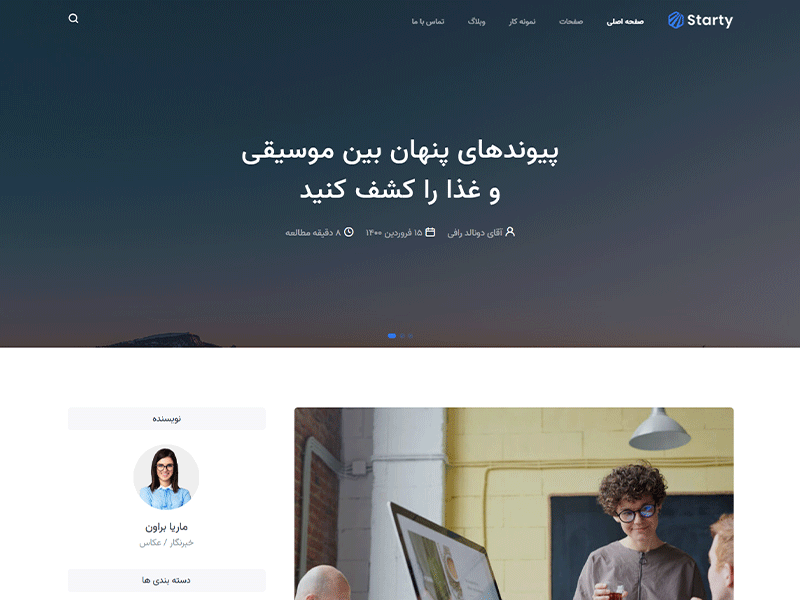 Starty
صفحه اصلی
صفحات
نمونه کار
وبلاگ
تماس با ما
پیوندهای پنهان بین موسیقی
و غذا را کشف کنید
آقای دونالد رافی
۱۵ فروردین ۱۴۰۰
۸ دقیقه مطالعه
نویسنده
ماریا براون
خبرنگار / عکاس
دسته بندی ها